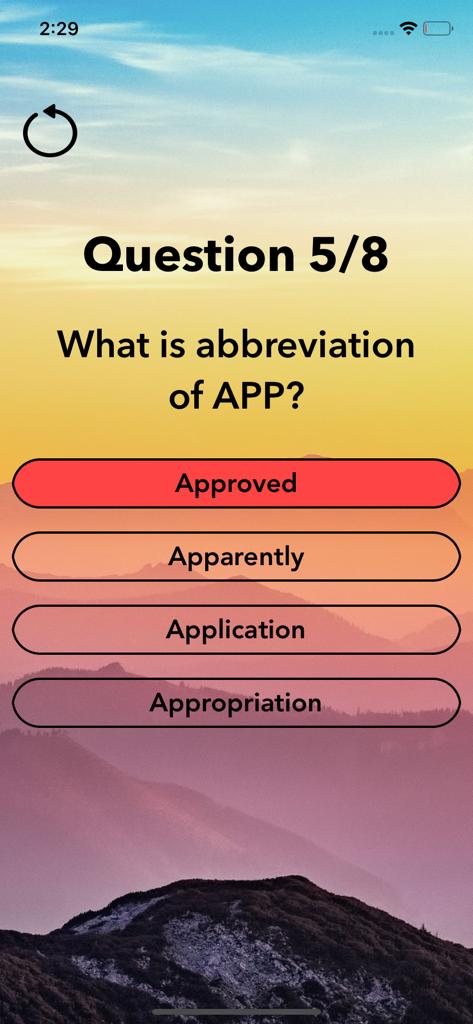 2:29
Question 5/8
What is abbreviation
of APP?
Approved
Apparently
Application
Appropriation